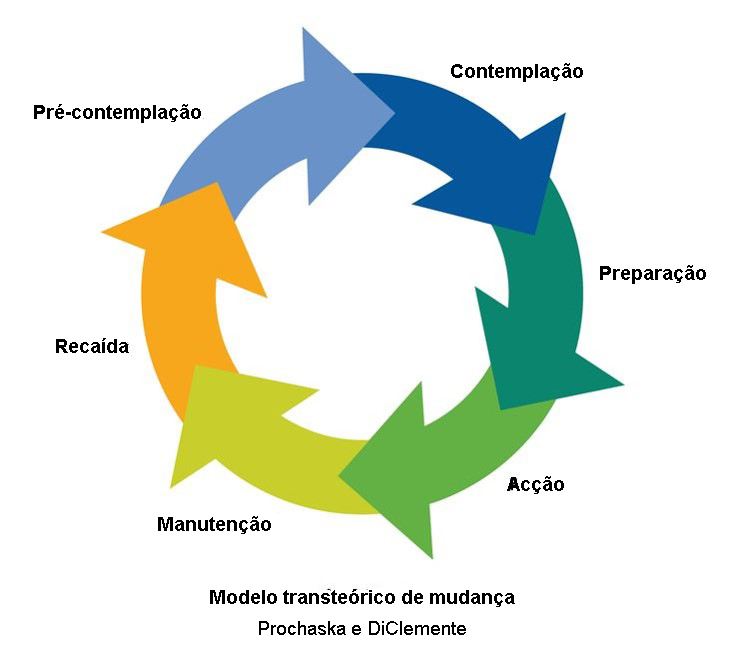 Contemplação
Pré-contemplação
Preparação
Recaída
Acção
Manutenção
Modelo transteórico de mudança
Prochaska e DiClemente